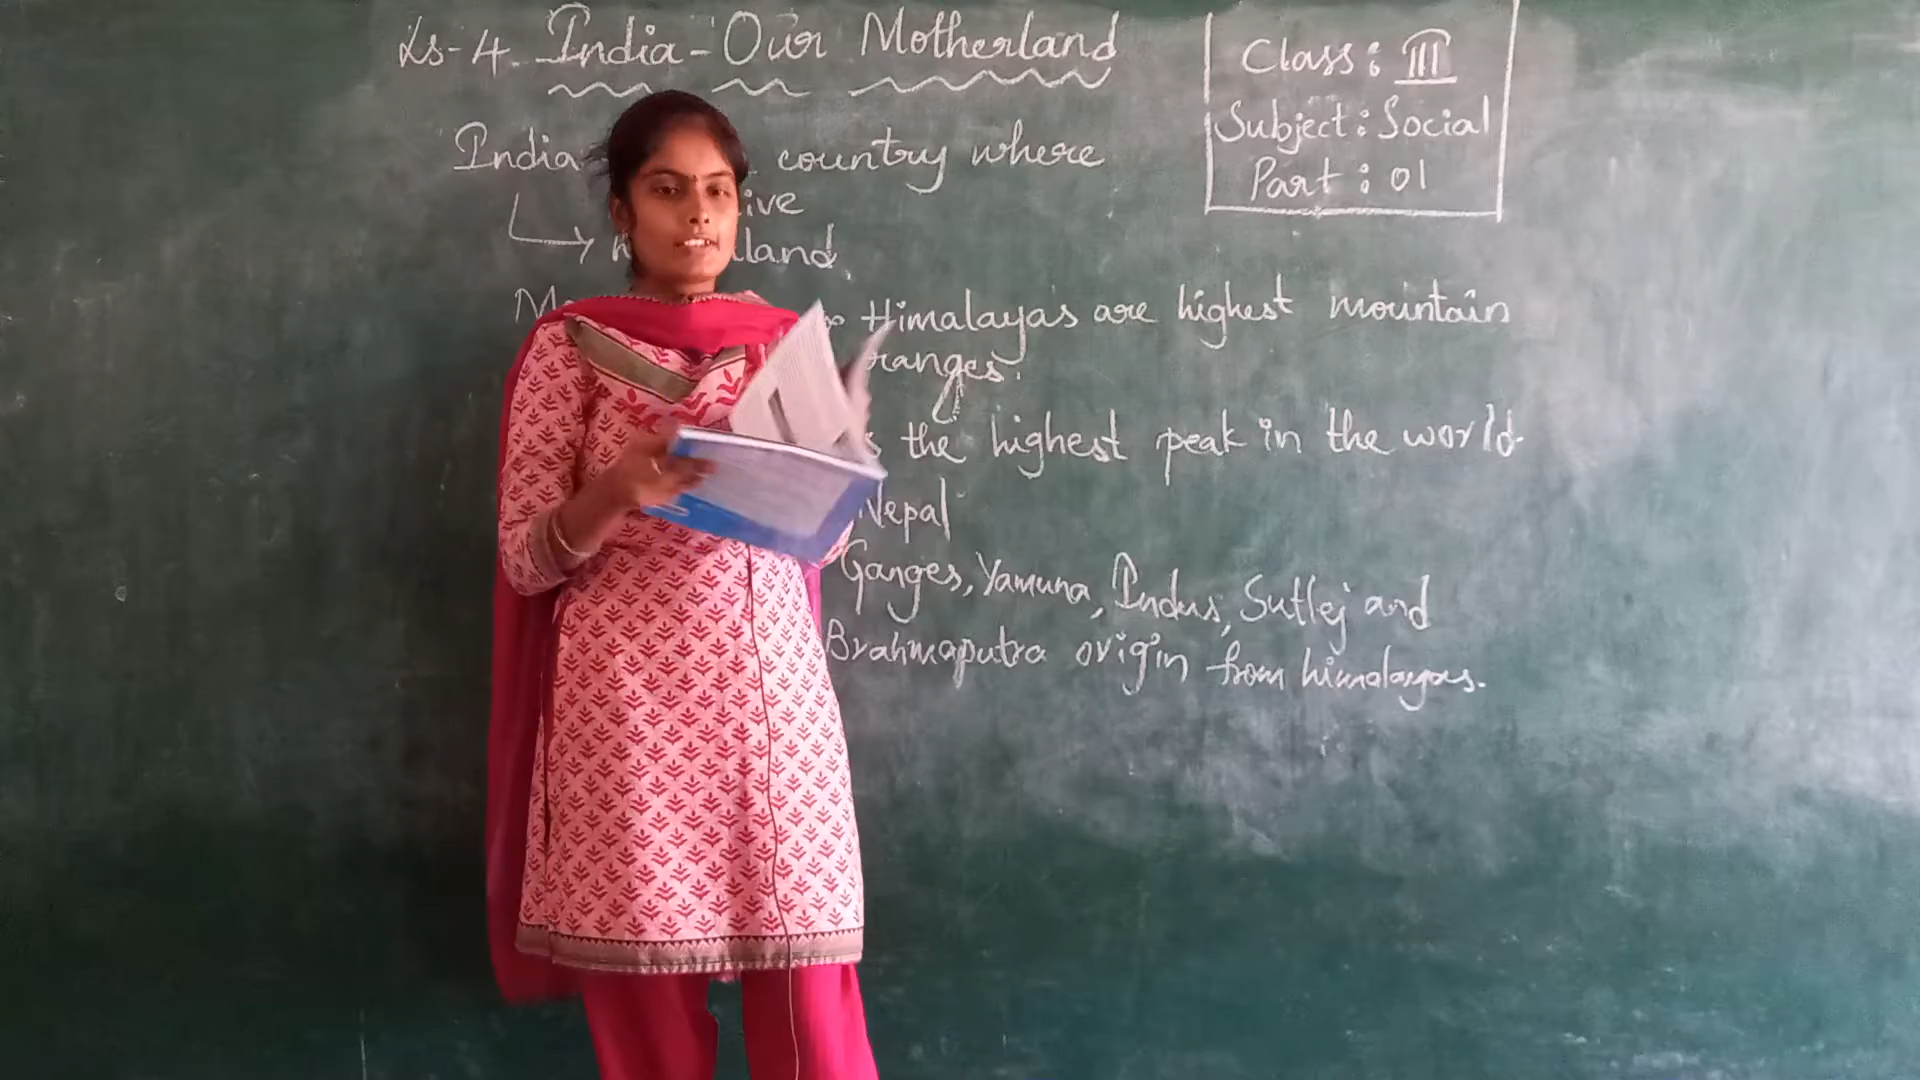 Ls-4. India - Our Motherland
Class : III
Subject : Social
Part : 01
India country where
land
Himalayas are highest mountain
ranges.
the highest peak in the world.
Nepal
Ganges, Yamuna, Indus, Sutlej and
Brahmaputra origin from himalayas.